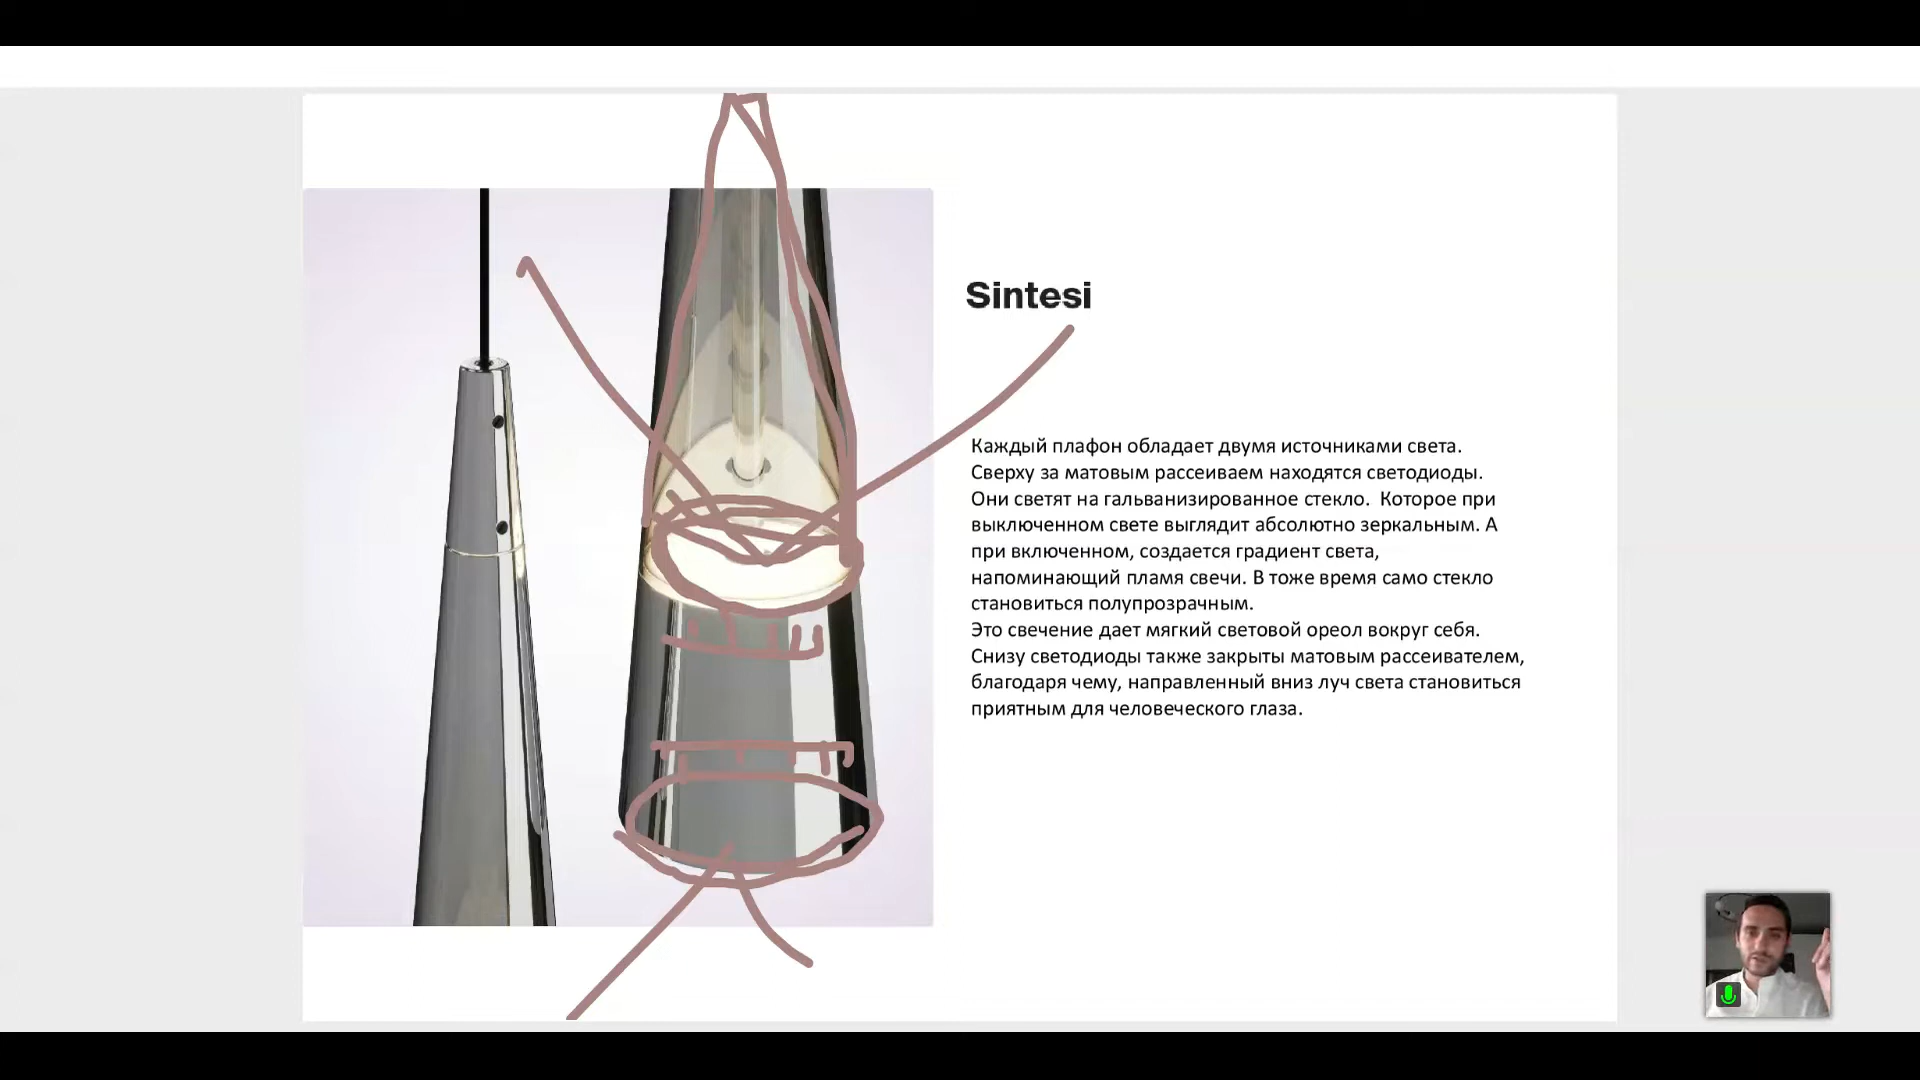 Sintesi
Каждый плафон обладает двумя источниками света.
Сверху за матовым рассеиваем находятся светодиоды.
Они светят на гальванизированное стекло. Которое при
выключенном свете выглядит абсолютно зеркальным. А
при включенном, создается градиент света,
напоминающий пламя свечи. В тоже время само стекло
становиться полупрозрачным.
Это свечение дает мягкий световой ореол вокруг себя.
Снизу светодиоды также закрыты матовым рассеивателем,
благодаря чему, направленный вниз луч света становиться
приятным для человеческого глаза.